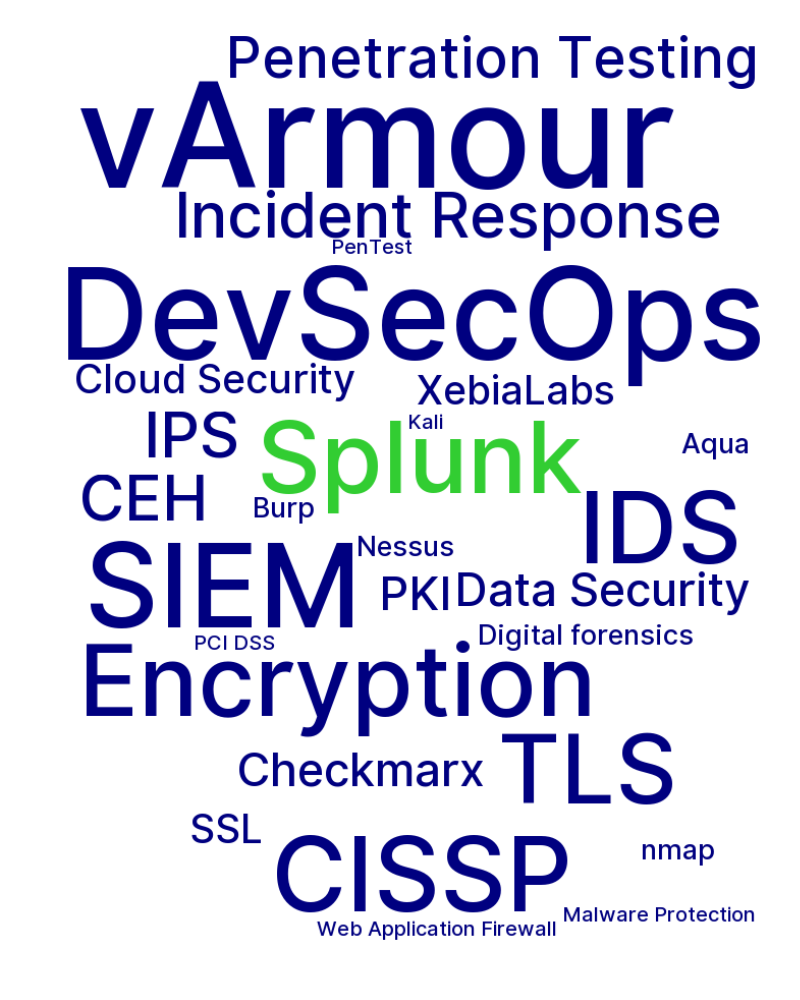 Penetration Testing
vArmour
Incident Response
PenTest
DevSecOps
Cloud Security
XebiaLabs
IPS
Splunk
Kali
Aqua
CEH
Burp
IDS
SIEM
Nessus
PKI
Data Security
PCI DSS
Digital forensics
Encryption
Checkmarx
TLS
SSL
CISSP
nmap
Malware Protection
Web Application Firewall